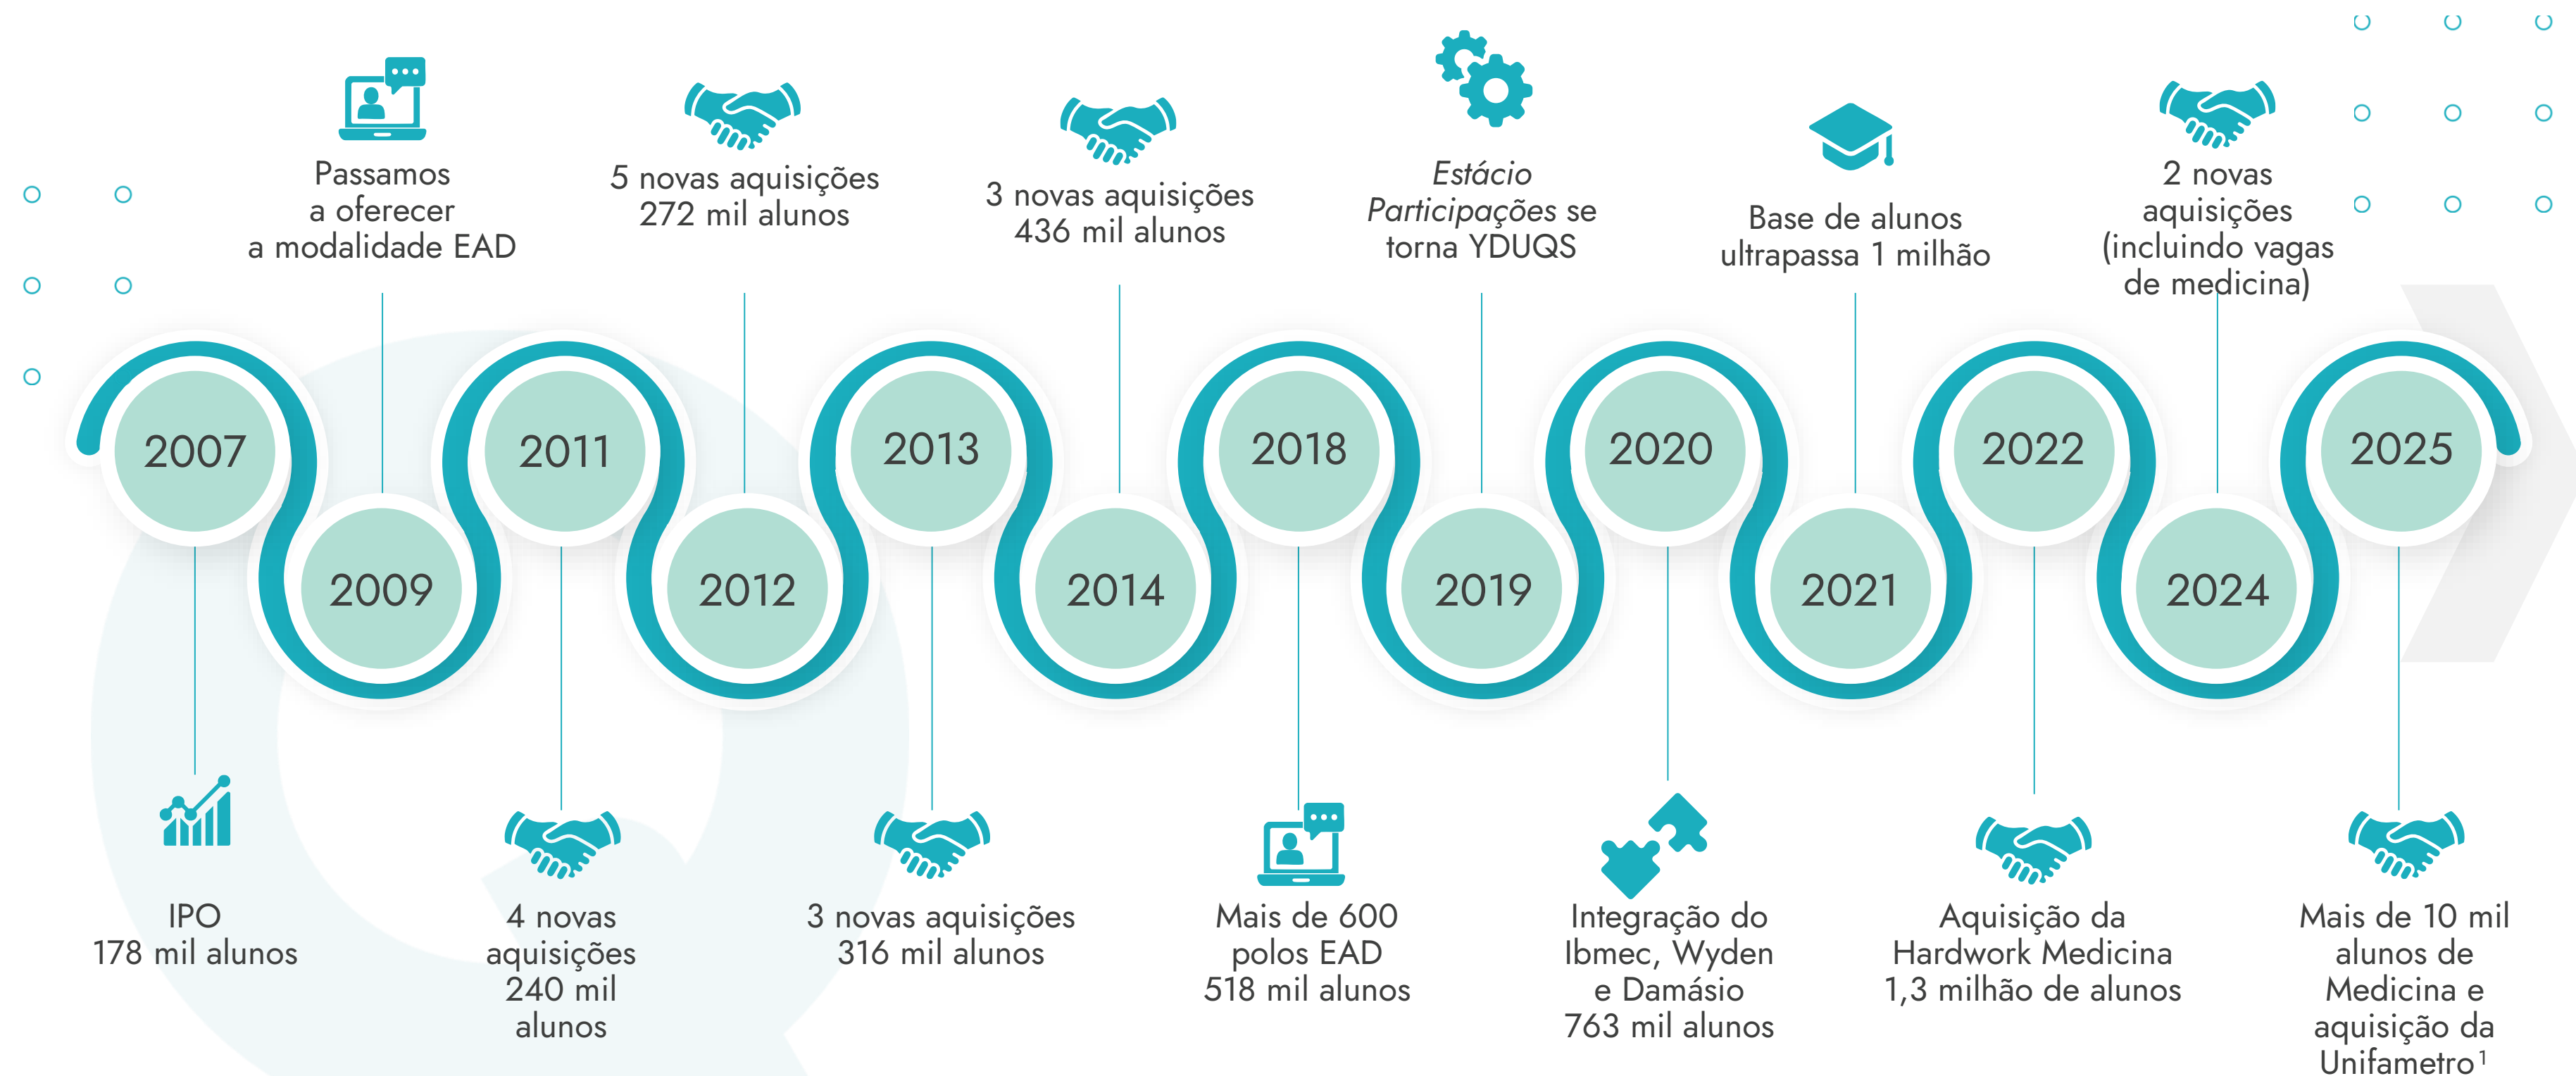 Passamos
a oferecer
a modalidade EAD
5 novas aquisições
272 mil alunos
3 novas aquisições
436 mil alunos
Estácio
Participações se
torna YDUQS
Base de alunos
ultrapassa 1 milhão
2 novas
aquisições
(incluindo vagas
de medicina)
2007
2009
2011
2012
2013
2014
2018
2019
2020
2021
2022
2024
2025
IPO
178 mil alunos
4 novas
aquisições
240 mil
alunos
3 novas aquisições
316 mil alunos
Mais de 600
polos EAD
518 mil alunos
Integração do
Ibmec, Wyden
e Damásio
763 mil alunos
Aquisição da
Hardwork Medicina
1,3 milhão de alunos
Mais de 10 mil
alunos de
Medicina e
aquisição da
Unifametro¹